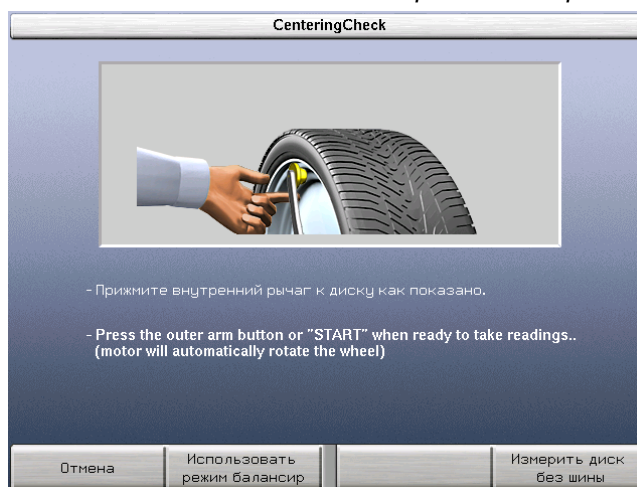 CenteringCheck
- Прижмите внутренний рычаг к диску как показано.
- Press the outer arm button or "START" when ready to take readings..
(motor will automatically rotate the wheel)
Отмена
Использовать
режим балансир
Измерить диск
без шины